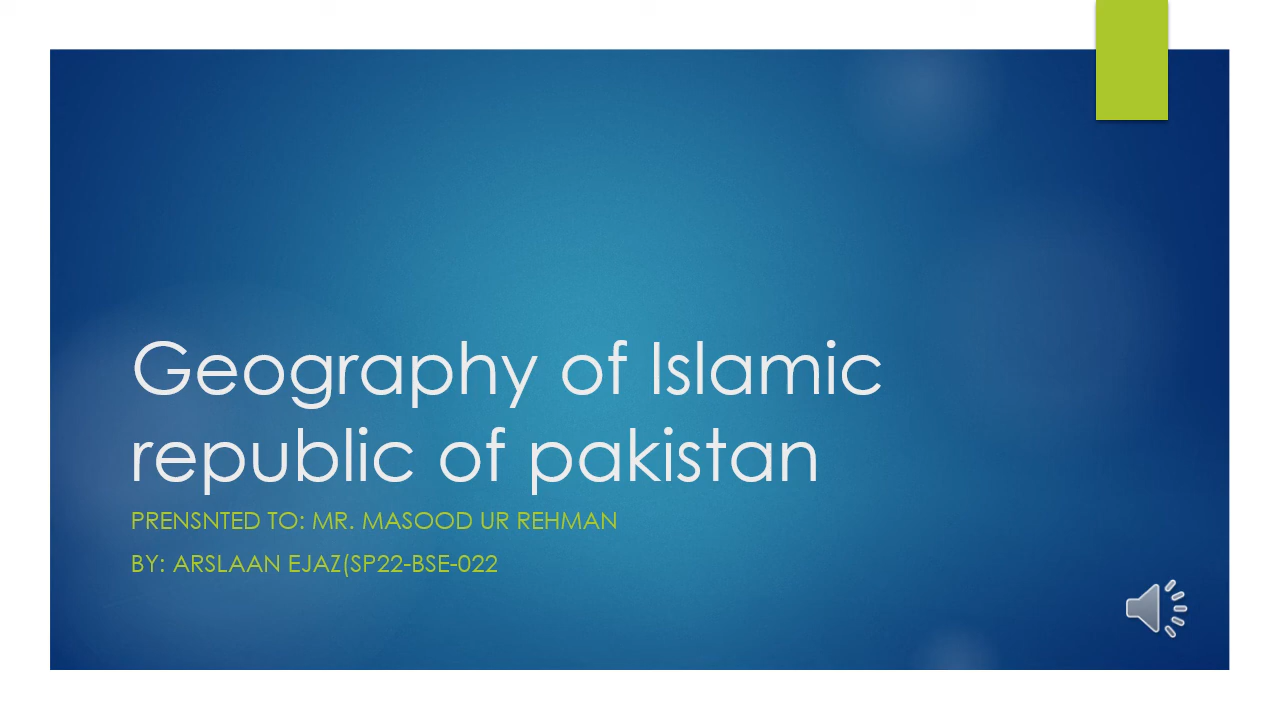 Geography of Islamic
republic of pakistan
PRENSNTED TO: MR. MASOOD UR REHMAN
BY: ARSLAAN EJAZ(SP22-BSE-022